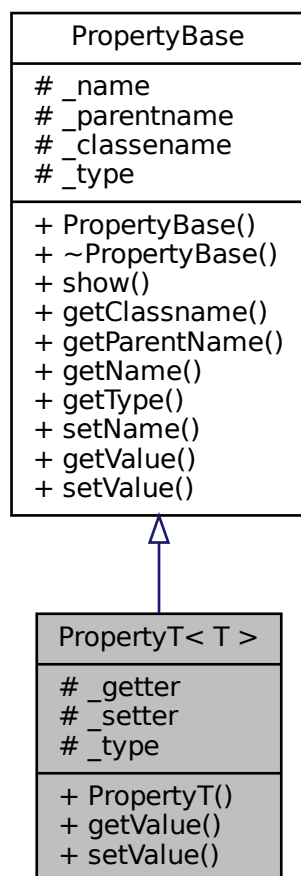 PropertyBase
# _name
# _parentname
# _classename
# _type
+ PropertyBase()
+ ~PropertyBase()
+ show()
+ getClassname()
+ getParentName()
+ getName()
+ getType()
+ setName()
+ getValue()
+ setValue()
PropertyT< T >
# _getter
# _setter
# _type
+ PropertyT()
+ getValue()
+ setValue()